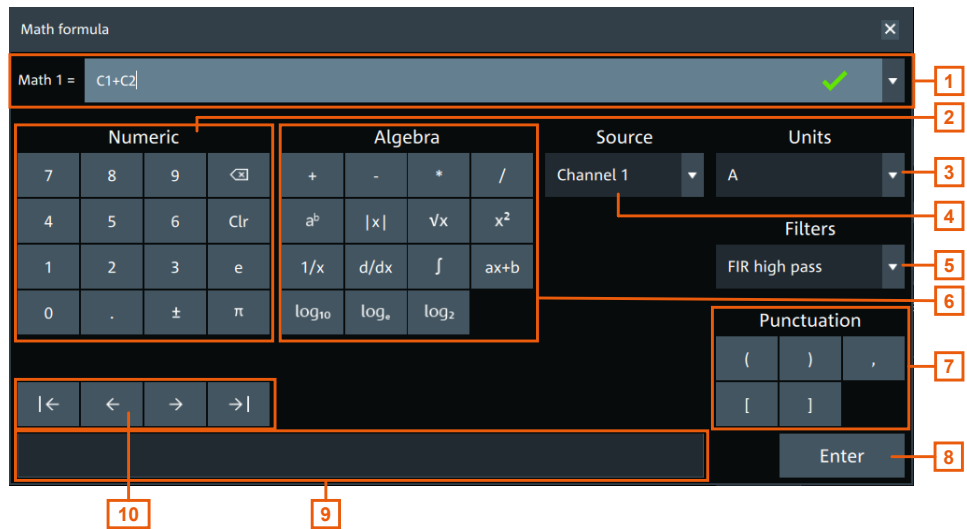 Math formula ×
Math 1 = C1+C2 1
2
Numeric Algebra Source Units
7 8 9 + - * / Channel 1 A 3
4 5 6 Clr aᵇ |x| √x x² 4
Filters
1 2 3 e 1/x d/dx ∫ ax+b FIR high pass 5
6
0 . ± π log₁₀ logₑ log₂
Punctuation
( ) , 7
|← ← → →| [ ]
Enter 8
10 9